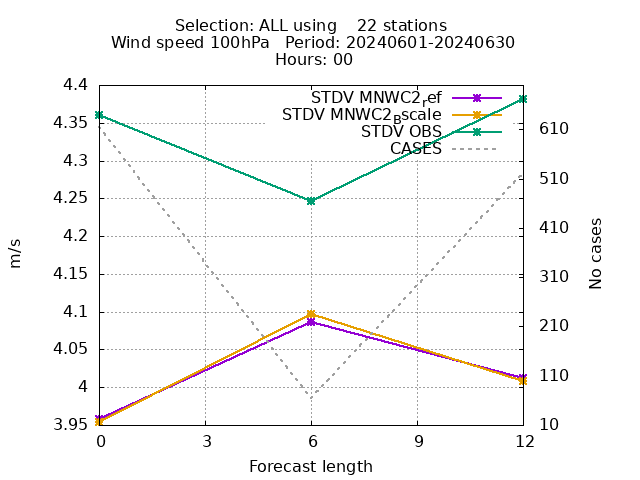 Selection: ALL using    22 stations
Wind speed 100hPa   Period: 20240601-20240630
Hours: 00
STDV MNWC2_ref
STDV MNWC2_Bscale
STDV OBS
CASES
4.4
4.35
4.3
4.25
4.2
4.15
4.1
4.05
4
3.95
m/s
610
510
410
310
210
110
10
No cases
0 3 6 9 12
Forecast length